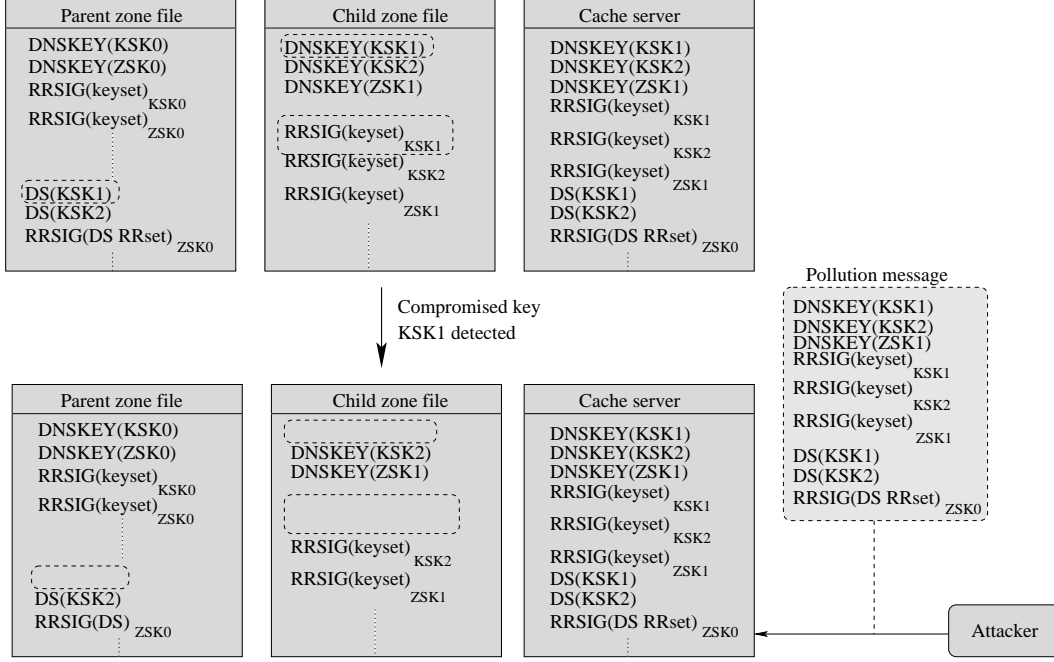 Parent zone file
DNSKEY(KSK0)
DNSKEY(ZSK0)
RRSIG(keyset) KSK0
RRSIG(keyset) ZSK0
DS(KSK1)
DS(KSK2)
RRSIG(DS RRset) ZSK0
Child zone file
DNSKEY(KSK1)
DNSKEY(KSK2)
DNSKEY(ZSK1)
RRSIG(keyset) KSK1
RRSIG(keyset) KSK2
RRSIG(keyset) ZSK1
Cache server
DNSKEY(KSK1)
DNSKEY(KSK2)
DNSKEY(ZSK1)
RRSIG(keyset) KSK1
RRSIG(keyset) KSK2
RRSIG(keyset) ZSK1
DS(KSK1)
DS(KSK2)
RRSIG(DS RRset) ZSK0
Compromised key
KSK1 detected
Pollution message
DNSKEY(KSK1)
DNSKEY(KSK2)
DNSKEY(ZSK1)
RRSIG(keyset) KSK1
RRSIG(keyset) KSK2
RRSIG(keyset) ZSK1
DS(KSK1)
DS(KSK2)
RRSIG(DS RRset) ZSK0
Parent zone file
DNSKEY(KSK0)
DNSKEY(ZSK0)
RRSIG(keyset) KSK0
RRSIG(keyset) ZSK0
DS(KSK2)
RRSIG(DS) ZSK0
Child zone file
DNSKEY(KSK2)
DNSKEY(ZSK1)
RRSIG(keyset) KSK2
RRSIG(keyset) ZSK1
Cache server
DNSKEY(KSK1)
DNSKEY(KSK2)
DNSKEY(ZSK1)
RRSIG(keyset) KSK1
RRSIG(keyset) KSK2
RRSIG(keyset) ZSK1
DS(KSK1)
DS(KSK2)
RRSIG(DS RRset) ZSK0
Attacker